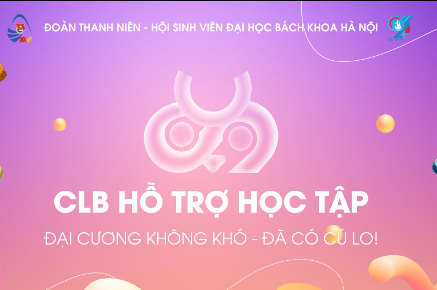 ĐOÀN THANH NIÊN - HỘI SINH VIÊN ĐẠI HỌC BÁCH KHOA HÀ NỘI
CLB HỖ TRỢ HỌC TẬP
ĐẠI CƯƠNG KHÔNG KHÓ - ĐÃ CÓ CÚ LO!